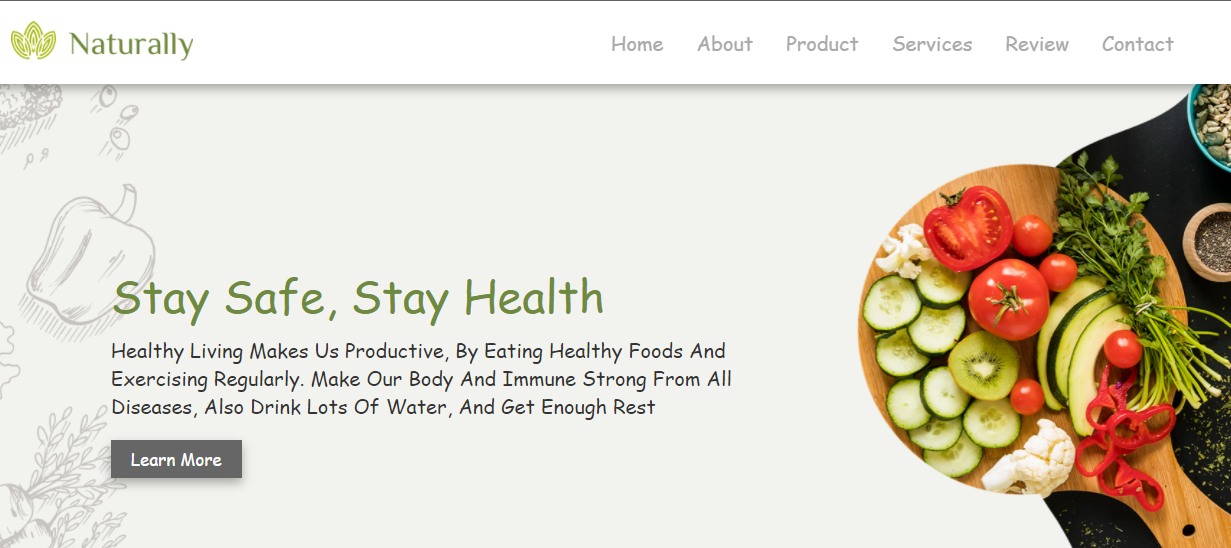 Naturally
Home About Product Services Review Contact
Stay Safe, Stay Health
Healthy Living Makes Us Productive, By Eating Healthy Foods And
Exercising Regularly. Make Our Body And Immune Strong From All
Diseases, Also Drink Lots Of Water, And Get Enough Rest
Learn More